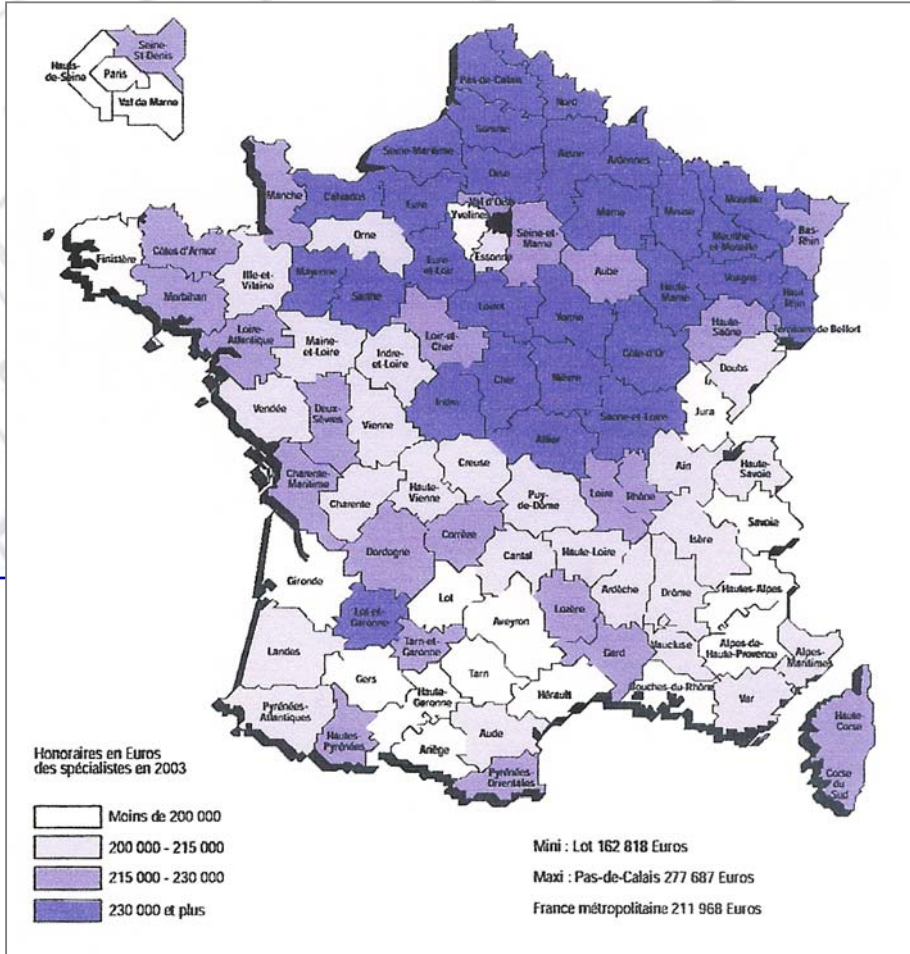 Seine-
St-Denis
Hauts-
de-Seine
Paris
Val de Marne
Pas-de-Calais
Nord
Somme
Seine-Maritime
Aisne
Ardennes
Oise
Manche
Calvados
Eure
Val d'Oise
Yvelines
Essonne
Seine-et-
Marne
Marne
Meuse
Moselle
Meurthe
et-Moselle
Bas-
Rhin
Orne
Finistère
Côtes d'Armor
Ille-et-
Vilaine
Morbihan
Mayenne
Sarthe
Eure-
et-Loir
Aube
Haute-
Marne
Vosges
Haut
Rhin
Loiret
Yonne
Loir-et-
Cher
Loire-
Atlantique
Maine-
et-Loire
Indre-
et-Loire
Haute-
Saône
Territoire de Belfort
Côte-d'Or
Doubs
Vendée
Deux-
Sèvres
Vienne
Indre
Cher
Nièvre
Saône-et-Loire
Jura
Allier
Charente-
Maritime
Charente
Haute-
Vienne
Creuse
Puy-
de-Dôme
Loire
Rhône
Ain
Haute-
Savoie
Savoie
Isère
Dordogne
Corrèze
Cantal
Haute-Loire
Gironde
Lot
Aveyron
Lozère
Ardèche
Drôme
Hautes-Alpes
Lot-et-
Garonne
Tarn-et-
Garonne
Gard
Vaucluse
Alpes-de-
Haute-Provence
Alpes-
Maritimes
Landes
Gers
Tarn
Haute-
Garonne
Hérault
Bouches-du-Rhône
Var
Pyrénées-
Atlantiques
Hautes-
Pyrénées
Ariège
Aude
Pyrénées-
Orientales
Haute-
Corse
Corse
du
Sud
Honoraires en Euros
des spécialistes en 2003
Moins de 200 000
200 000 - 215 000
215 000 - 230 000
230 000 et plus
Mini : Lot 162 818 Euros
Maxi : Pas-de-Calais 277 687 Euros
France métropolitaine 211 968 Euros